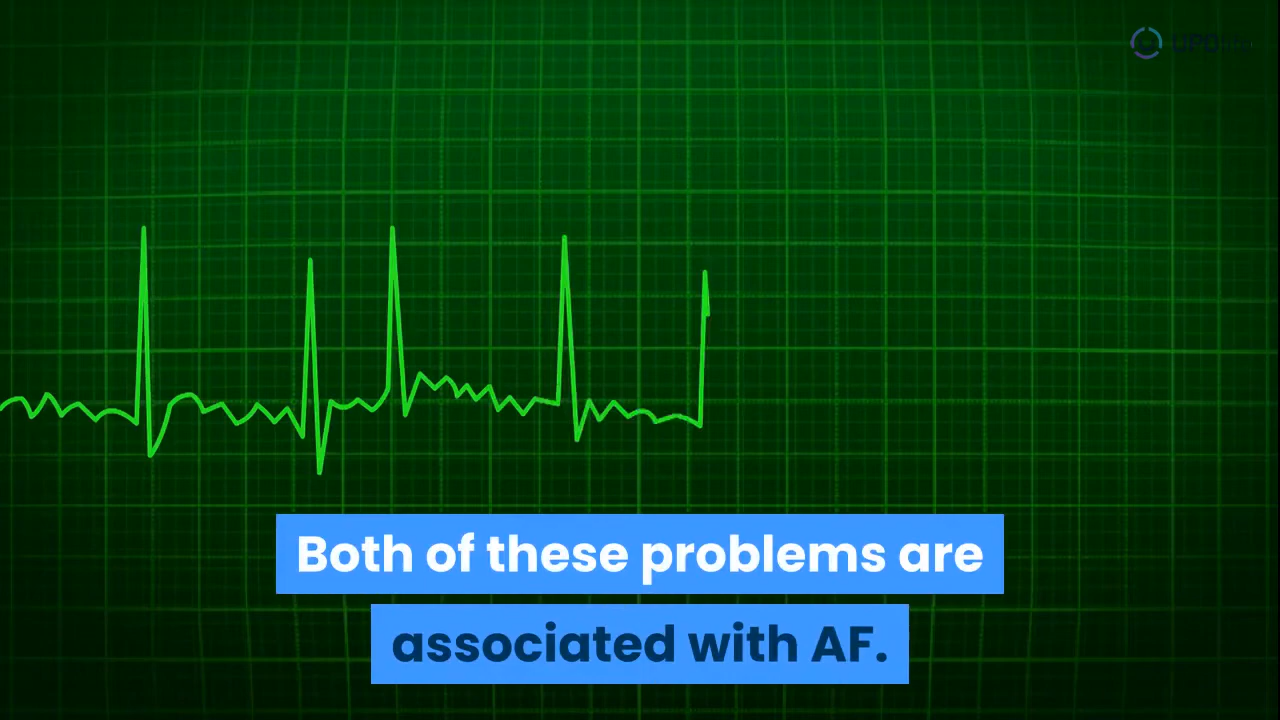 Both of these problems are
associated with AF.